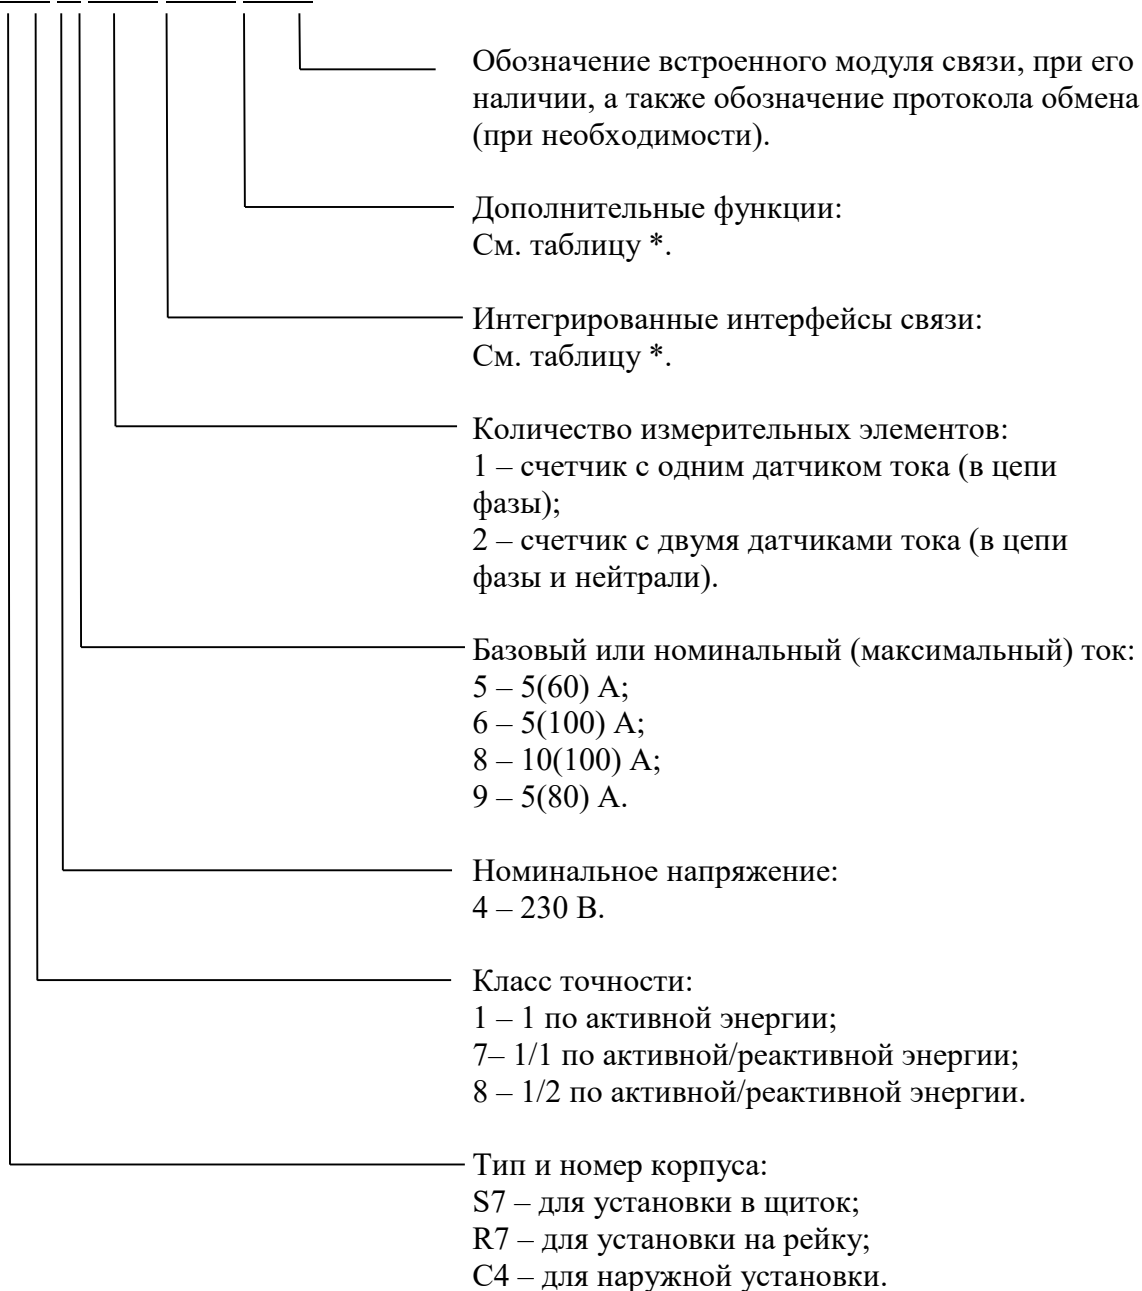 Обозначение встроенного модуля связи, при его
наличии, а также обозначение протокола обмена
(при необходимости).
Дополнительные функции:
См. таблицу *.
Интегрированные интерфейсы связи:
См. таблицу *.
Количество измерительных элементов:
1 – счетчик с одним датчиком тока (в цепи
фазы);
2 – счетчик с двумя датчиками тока (в цепи
фазы и нейтрали).
Базовый или номинальный (максимальный) ток:
5 – 5(60) А;
6 – 5(100) А;
8 – 10(100) А;
9 – 5(80) А.
Номинальное напряжение:
4 – 230 В.
Класс точности:
1 – 1 по активной энергии;
7– 1/1 по активной/реактивной энергии;
8 – 1/2 по активной/реактивной энергии.
Тип и номер корпуса:
S7 – для установки в щиток;
R7 – для установки на рейку;
С4 – для наружной установки.